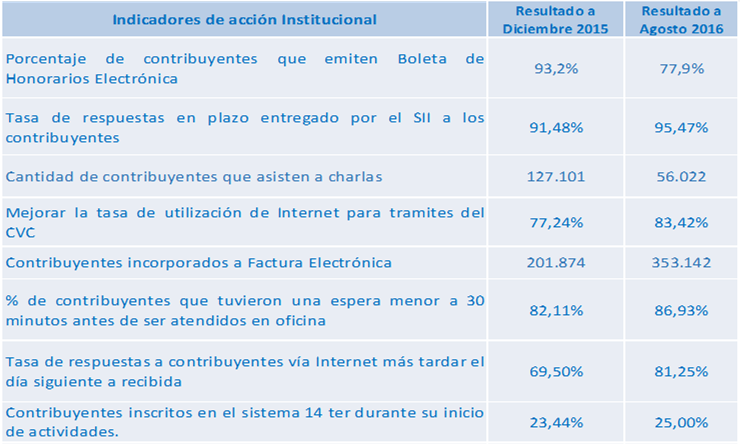 Indicadores de acción Institucional
Resultado a
Diciembre 2015
Resultado a
Agosto 2016
Porcentaje de contribuyentes que emiten Boleta de
Honorarios Electrónica
93,2%
77,9%
Tasa de respuestas en plazo entregado por el SII a los
contribuyentes
91,48%
95,47%
Cantidad de contribuyentes que asisten a charlas
127.101
56.022
Mejorar la tasa de utilización de Internet para tramites del
CVC
77,24%
83,42%
Contribuyentes incorporados a Factura Electrónica
201.874
353.142
% de contribuyentes que tuvieron una espera menor a 30
minutos antes de ser atendidos en oficina
82,11%
86,93%
Tasa de respuestas a contribuyentes vía Internet más tardar el
día siguiente a recibida
69,50%
81,25%
Contribuyentes inscritos en el sistema 14 ter durante su inicio
de actividades.
23,44%
25,00%